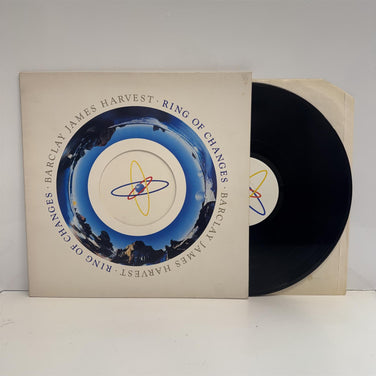 BARCLAY JAMES HARVEST · RING OF CHANGES · BARCLAY JAMES HARVEST · RING OF CHANGES ·